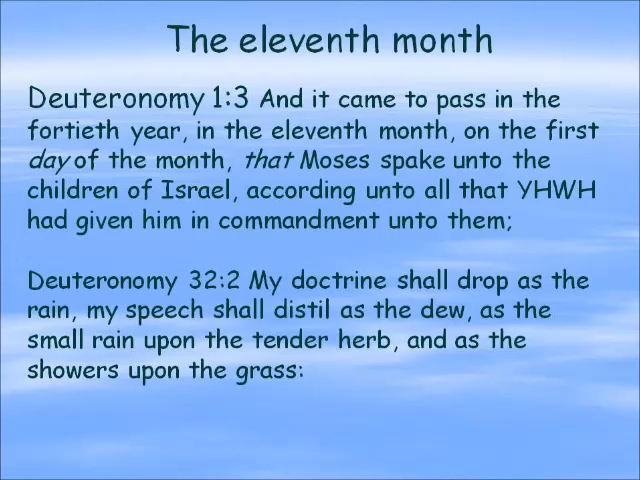 The eleventh month
Deuteronomy 1:3 And it came to pass in the
fortieth year, in the eleventh month, on the first
day of the month, that Moses spake unto the
children of Israel, according unto all that YHWH
had given him in commandment unto them;
Deuteronomy 32:2 My doctrine shall drop as the
rain, my speech shall distil as the dew, as the
small rain upon the tender herb, and as the
showers upon the grass: